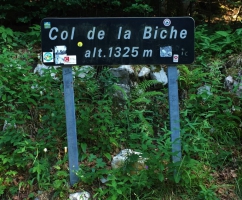 Col de la Biche
alt.1325 m